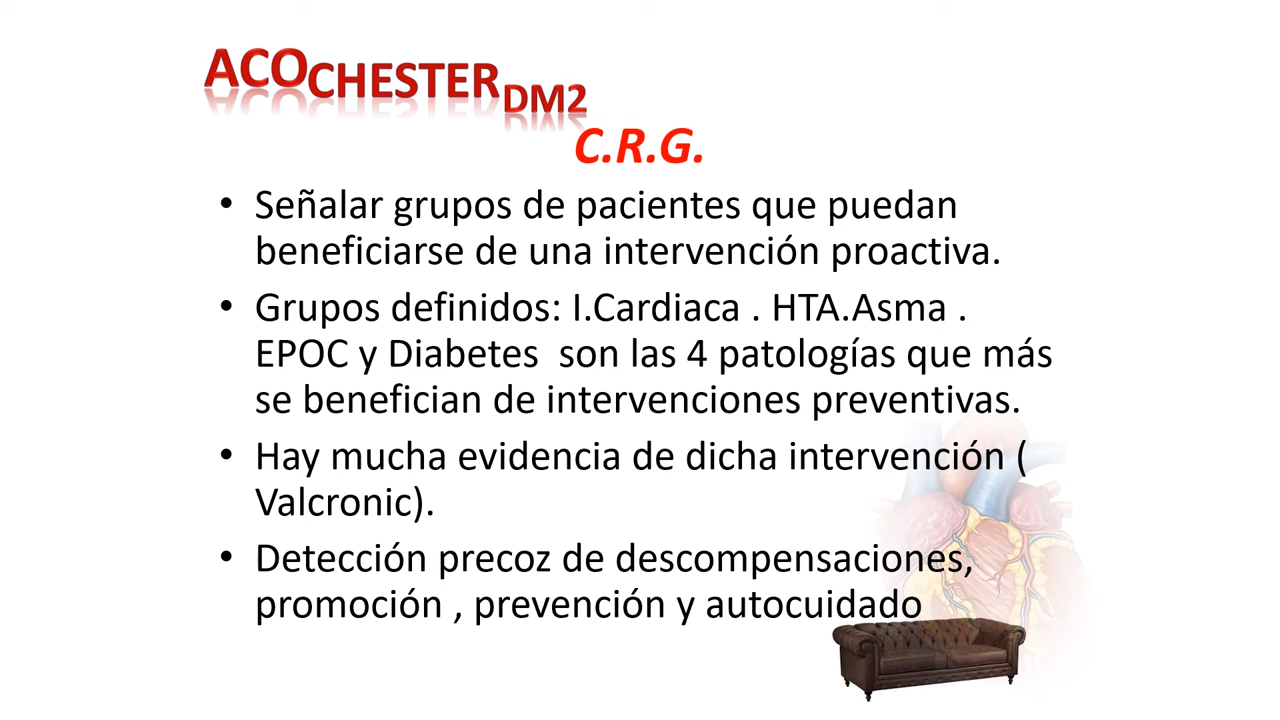 ACOCHESTERDM2
C.R.G.
• Señalar grupos de pacientes que puedan
beneficiarse de una intervención proactiva.
• Grupos definidos: I.Cardiaca . HTA.Asma .
EPOC y Diabetes  son las 4 patologías que más
se benefician de intervenciones preventivas.
• Hay mucha evidencia de dicha intervención (
Valcronic).
• Detección precoz de descompensaciones,
promoción , prevención y autocuidado